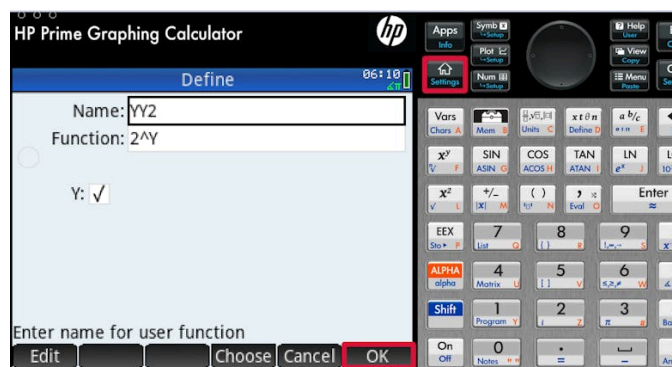 HP Prime Graphing Calculator
hp
Define
06:10
∡π
Name: YY2
Function: 2^Y
Y: √
Enter name for user function
Edit Choose Cancel OK
Apps
Info
Symb
Setup
Help
User
Plot
Setup
View
Copy
Settings
Num
Setup
Menu
Paste
Vars
Chars A
Mem B
Units C
x t θ n
Define D
a b/c
E
xʸ
F
SIN
ASIN G
COS
ACOS H
TAN
ATAN I
LN
eˣ J
x²
√ L
+/-
|x| M
( )
N
,
Eval O
Enter
≈
EEX
Sto ▸ P
7
List Q
8
{ } R
9
S
ALPHA
alpha
4
Matrix U
5
[ ] V
6
≤,≥,≠ W
Shift
1
Program Y
2
i Z
3
π #
On
Off
0
Notes " "
.
=
–